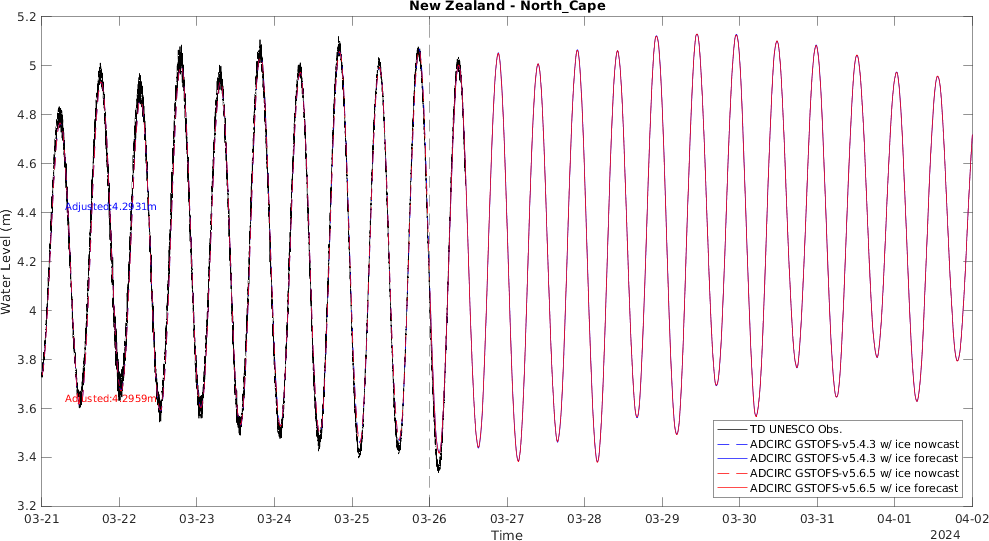 New Zealand - North_Cape
5.2
5
4.8
4.6
4.4
4.2
4
3.8
3.6
3.4
3.2
Water Level (m)
Adjusted:4.2931m
Adjusted:4.2959m
TD UNESCO Obs.
ADCIRC GSTOFS-v5.4.3 w/ ice nowcast
ADCIRC GSTOFS-v5.4.3 w/ ice forecast
ADCIRC GSTOFS-v5.6.5 w/ ice nowcast
ADCIRC GSTOFS-v5.6.5 w/ ice forecast
03-21 03-22 03-23 03-24 03-25 03-26 03-27 03-28 03-29 03-30 03-31 04-01 04-02
Time
2024